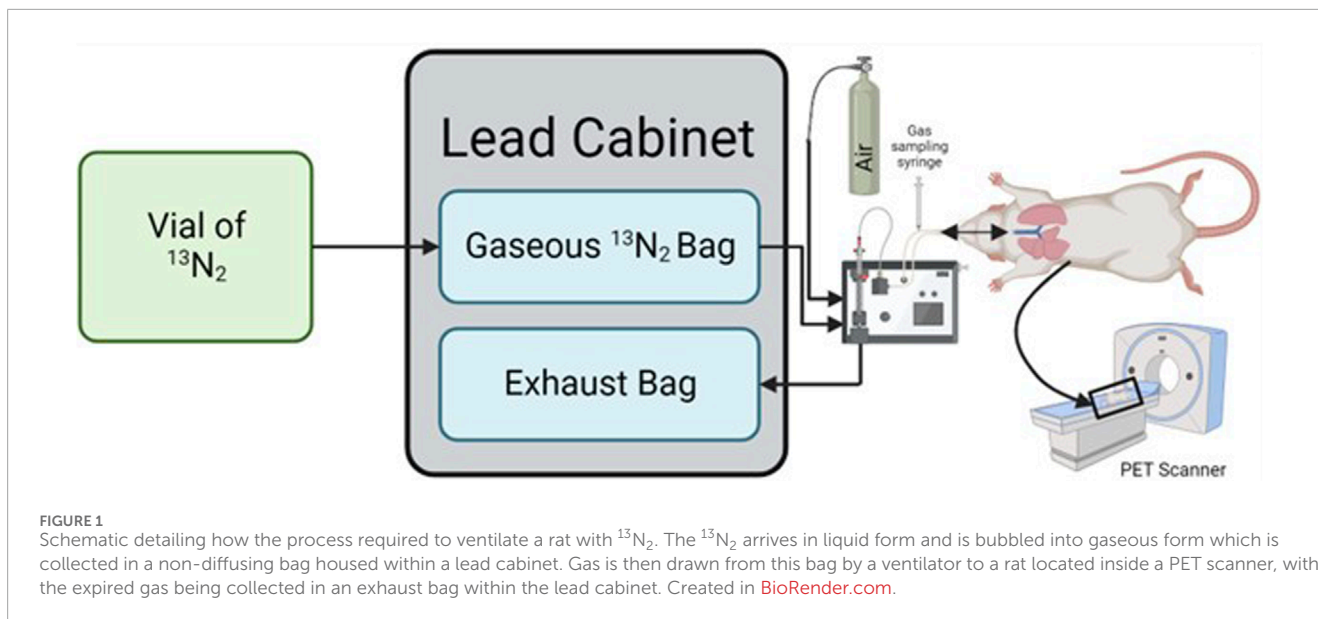 Lead Cabinet
Vial of
¹³N₂
Gaseous ¹³N₂ Bag
Exhaust Bag
Air
Gas
sampling
syringe
PET Scanner
FIGURE 1
Schematic detailing how the process required to ventilate a rat with ¹³N₂. The ¹³N₂ arrives in liquid form and is bubbled into gaseous form which is
collected in a non-diffusing bag housed within a lead cabinet. Gas is then drawn from this bag by a ventilator to a rat located inside a PET scanner, with
the expired gas being collected in an exhaust bag within the lead cabinet. Created in BioRender.com.